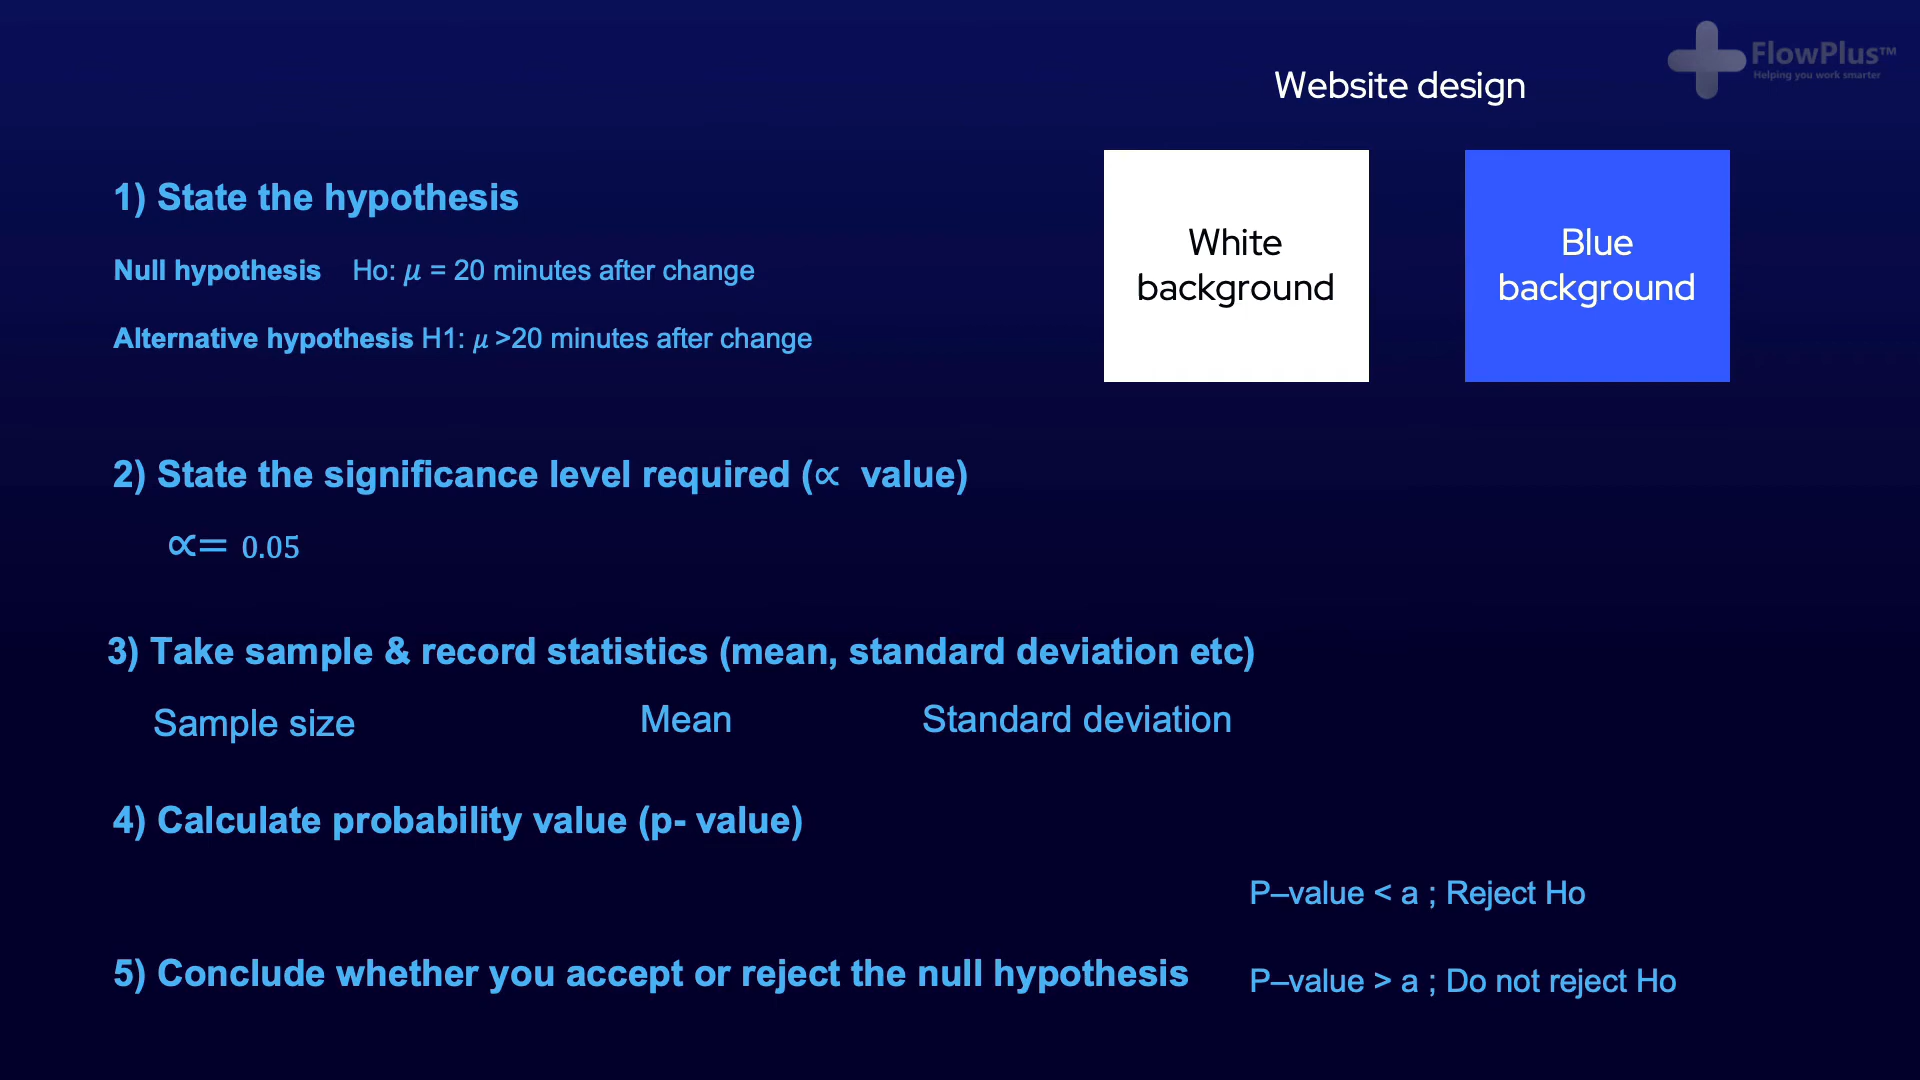 FlowPlus™
Helping you work smarter
Website design
White
background
Blue
background
1) State the hypothesis
Null hypothesis Ho: 𝜇 = 20 minutes after change
Alternative hypothesis H1: 𝜇 >20 minutes after change
2) State the significance level required (∝ value)
∝= 0.05
3) Take sample & record statistics (mean, standard deviation etc)
Sample size Mean Standard deviation
4) Calculate probability value (p- value)
P–value < a ; Reject Ho
5) Conclude whether you accept or reject the null hypothesis
P–value > a ; Do not reject Ho